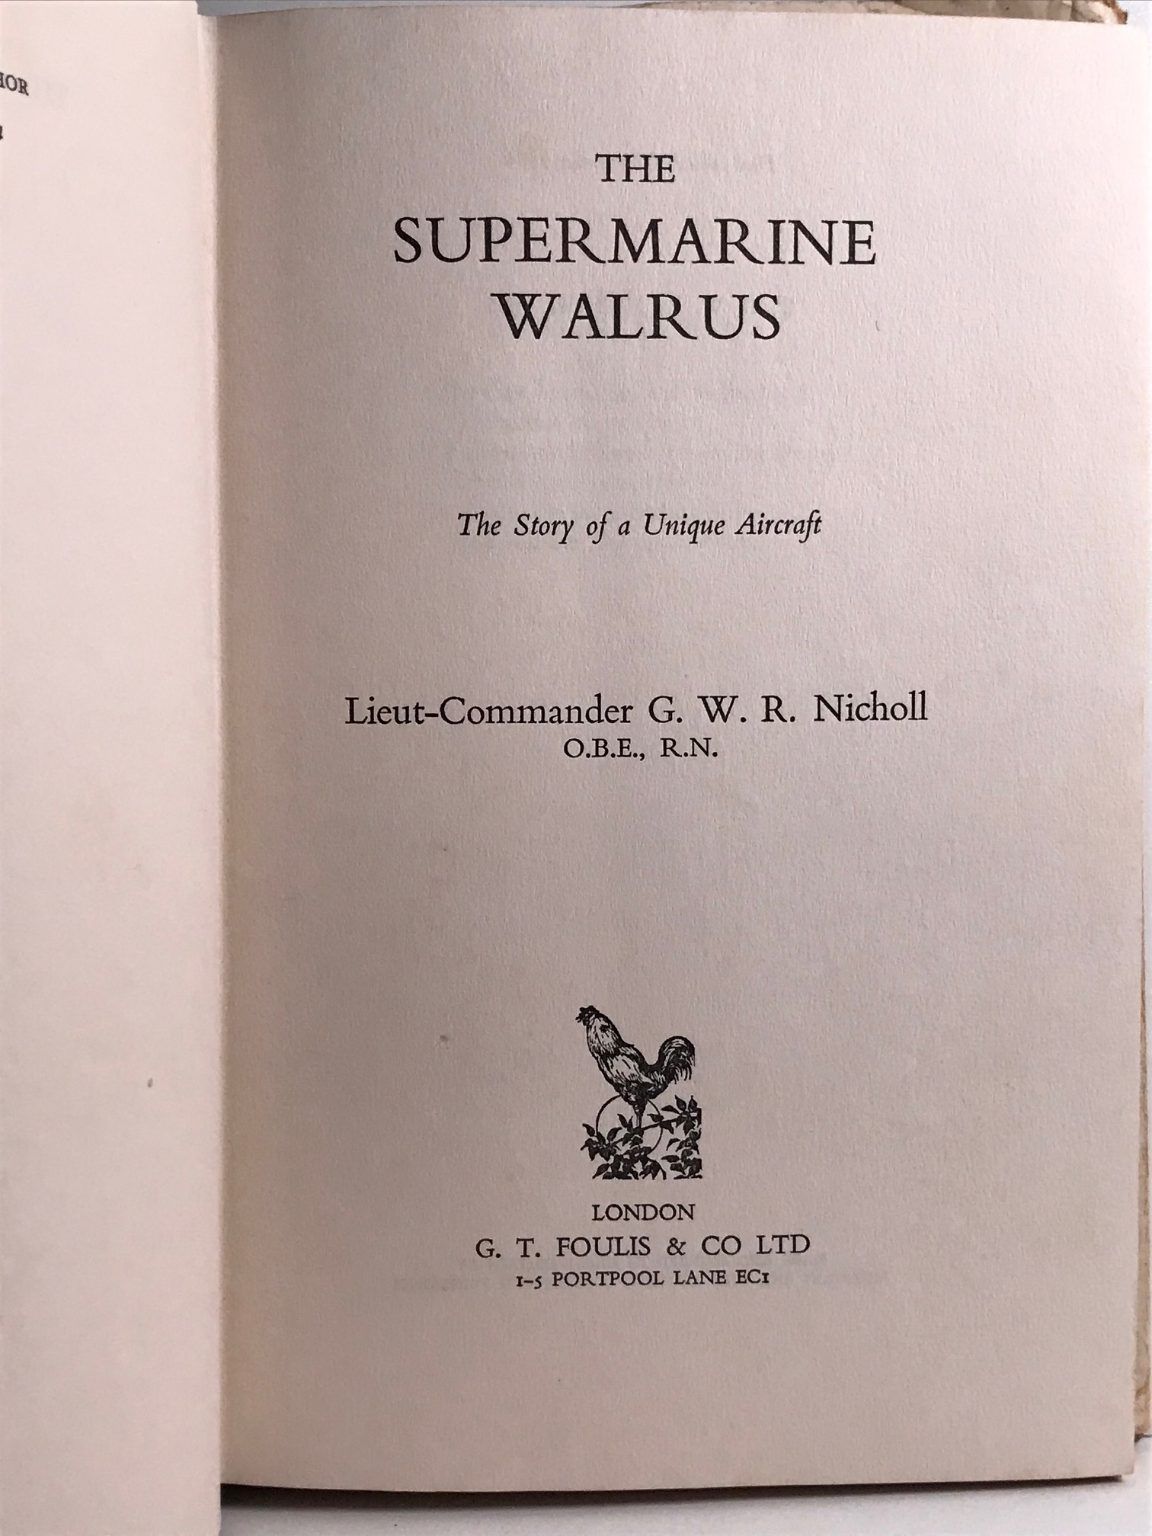 THE
SUPERMARINE
WALRUS
The Story of a Unique Aircraft
Lieut-Commander G. W. R. Nicholl
O.B.E., R.N.
LONDON
G. T. FOULIS & CO LTD
1-5 PORTPOOL LANE EC1